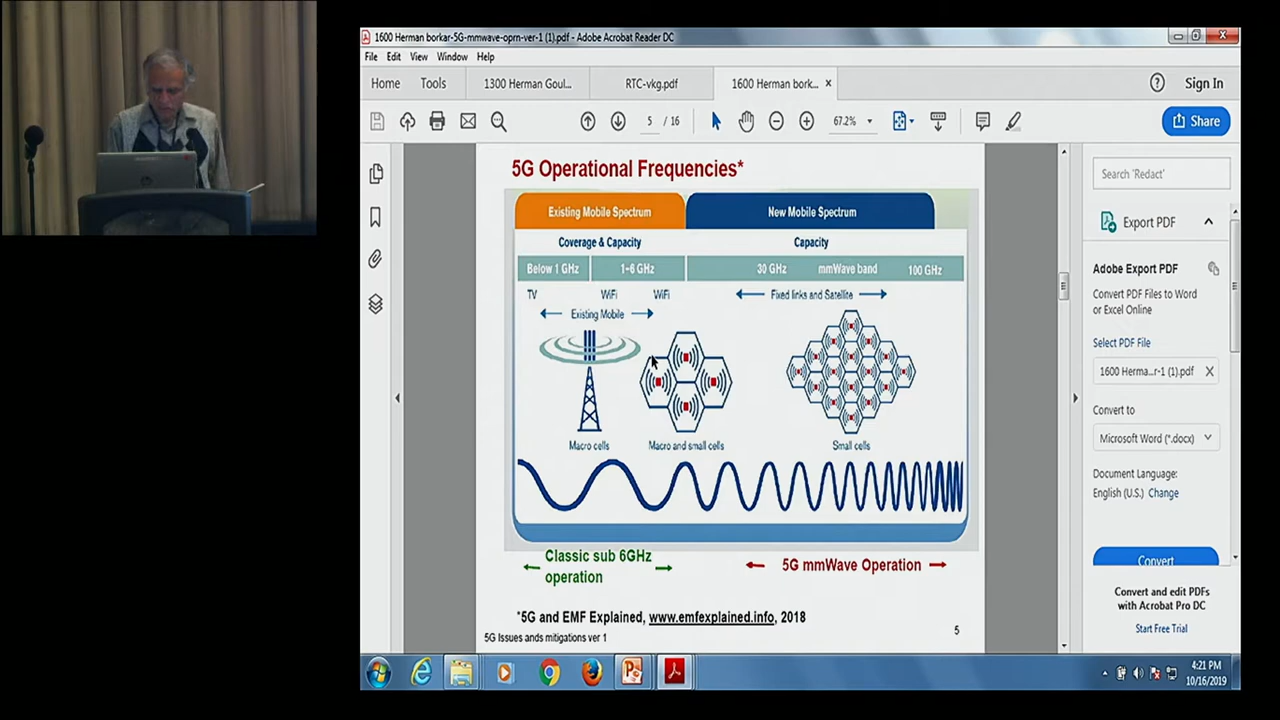 1600 Herman borkar-5G-mmwave-oprn-ver-1 (1).pdf - Adobe Acrobat Reader DC
File Edit View Window Help
Home Tools 1300 Herman Goul... RTC-vkg.pdf 1600 Herman bork... × Sign In
5 / 16 67.2% Share
5G Operational Frequencies*
Existing Mobile Spectrum New Mobile Spectrum
Coverage & Capacity Capacity
Below 1 GHz 1-6 GHz 30 GHz mmWave band 100 GHz
TV WiFi WiFi Fixed links and Satellite
Existing Mobile
Macro cells Macro and small cells Small cells
Classic sub 6GHz
operation
5G mmWave Operation
*5G and EMF Explained, www.emfexplained.info, 2018
5G Issues ands mitigations ver 1 5
Search 'Redact'
Export PDF
Adobe Export PDF
Convert PDF Files to Word
or Excel Online
Select PDF File
1600 Herma...r-1 (1).pdf ×
Convert to
Microsoft Word (*.docx)
Document Language:
English (U.S.) Change
Convert
Convert and edit PDFs
with Acrobat Pro DC
Start Free Trial
4:21 PM
10/16/2019